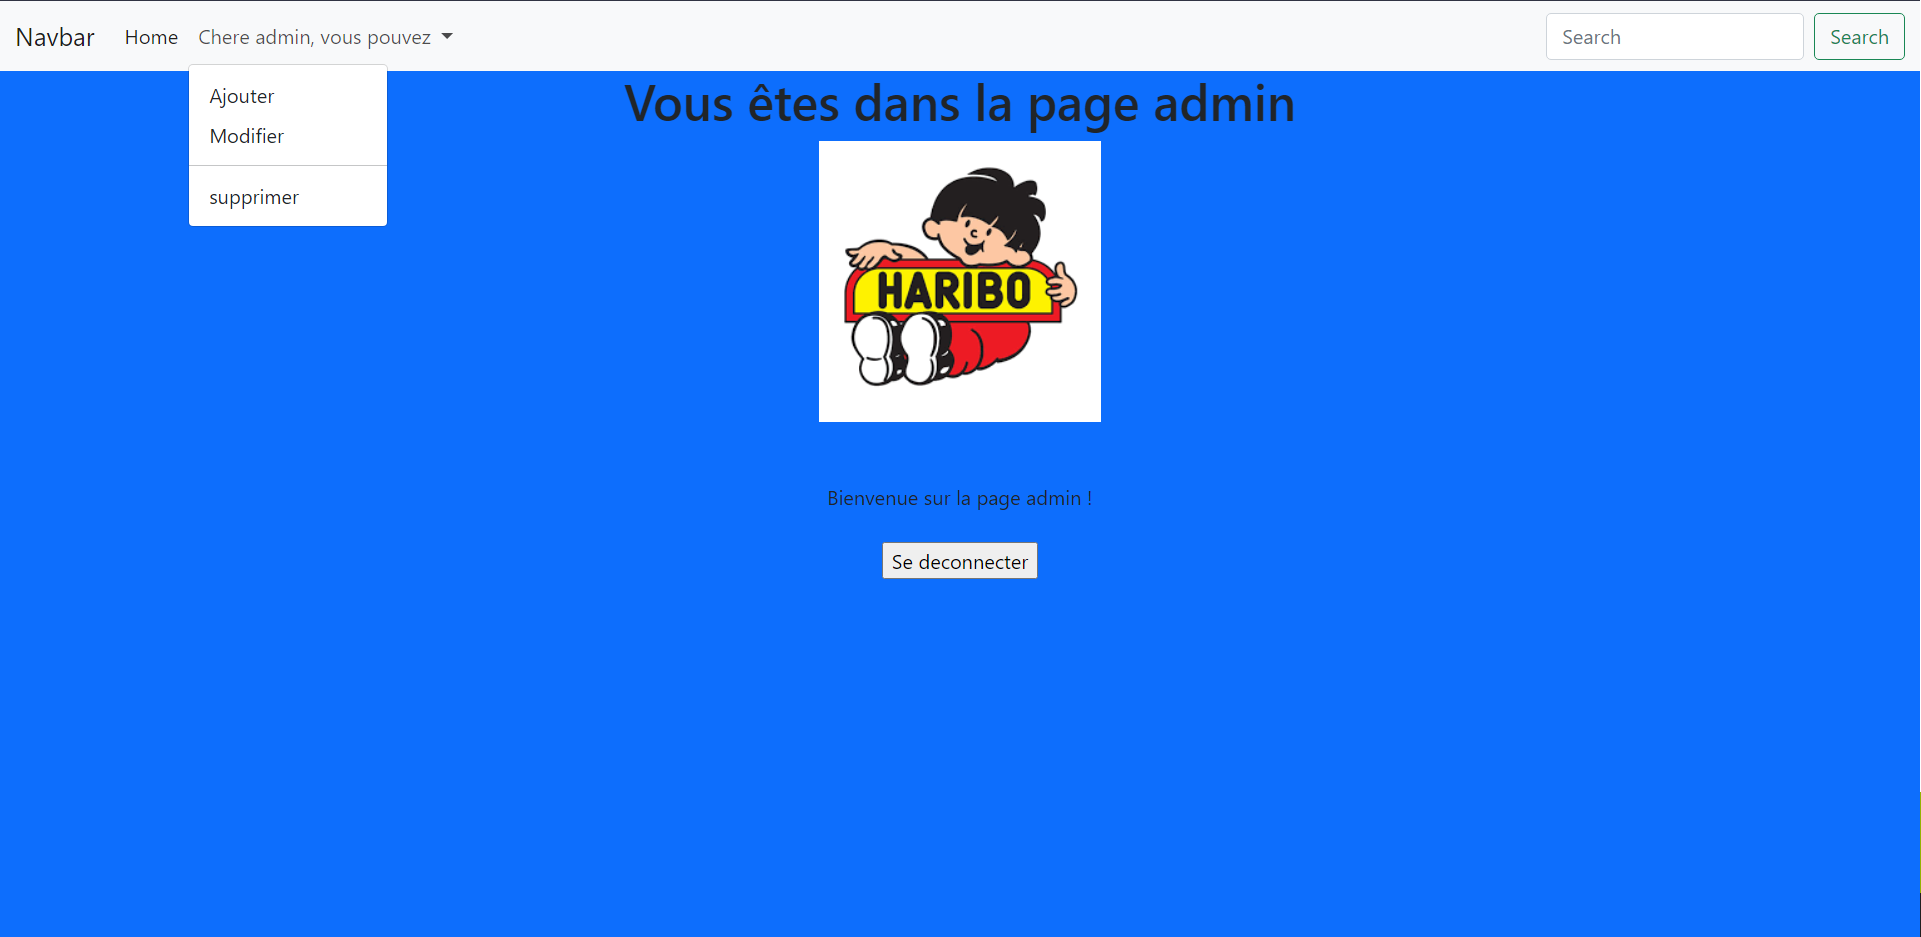 Navbar Home Chere admin, vous pouvez Search Search
Ajouter
Modifier
supprimer
Vous êtes dans la page admin
HARIBO
Bienvenue sur la page admin !
Se deconnecter